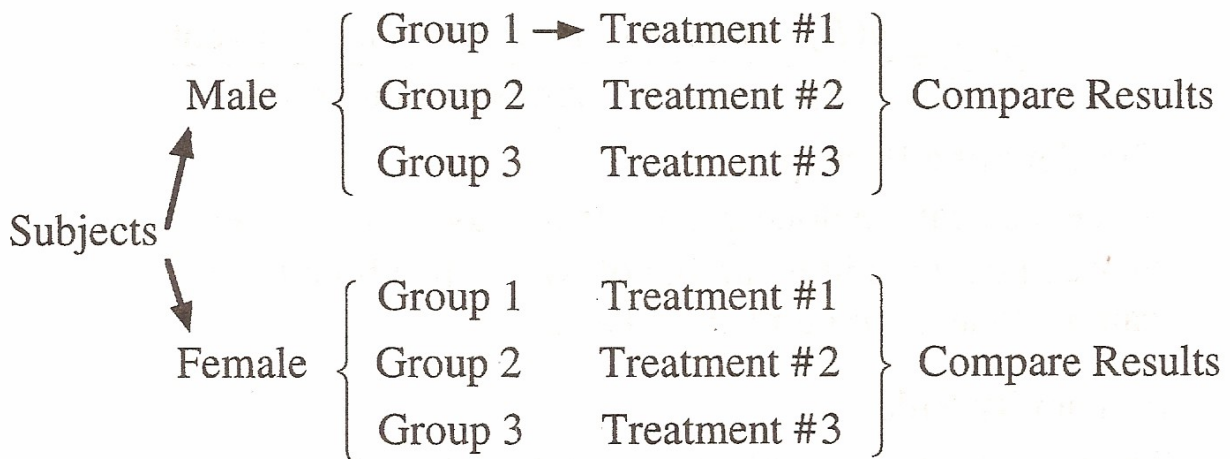 Group 1 → Treatment #1
Male Group 2 Treatment #2 Compare Results
Group 3 Treatment #3
Subjects
Group 1 Treatment #1
Female Group 2 Treatment #2 Compare Results
Group 3 Treatment #3